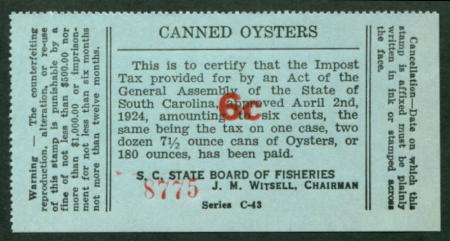 Warning — The counterfeiting
reproduction, alteration, or re-use
of this stamp is punishable by a
fine of not less than $500.00 nor
more than $1,000.00 or imprison-
ment for not less than six months
not more than twelve months.
CANNED OYSTERS
This is to certify that the Impost
Tax provided for by an Act of the
General Assembly of the State of
South Carolina, approved April 2nd,
1924, amounting to six cents, the
same being the tax on one case, two
dozen 7½ ounce cans of Oysters, or
180 ounces, has been paid.
6c
S. C. STATE BOARD OF FISHERIES
8775
J. M. WITSELL, CHAIRMAN
Series C-43
Cancellation—Date on which this
stamp is affixed must be plainly
written in ink or stamped across
the face.